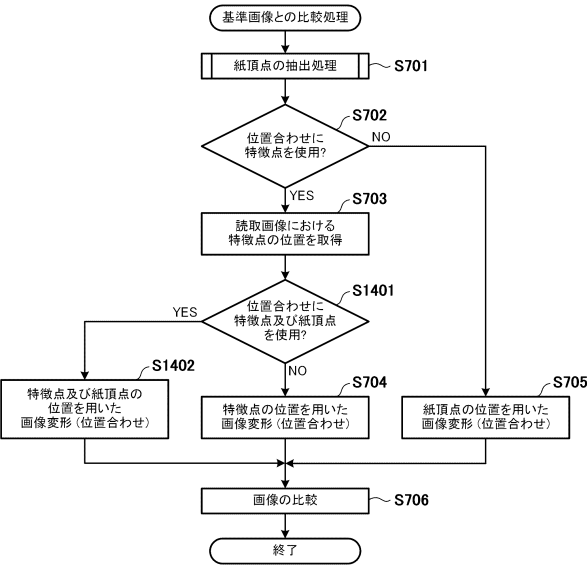 基準画像との比較処理
紙頂点の抽出処理
S701
S702
位置合わせに
特徴点を使用?
NO
YES
S703
読取画像における
特徴点の位置を取得
S1401
位置合わせに
特徴点及び紙頂点
を使用?
YES
NO
S1402
特徴点及び紙頂点の
位置を用いた
画像変形(位置合わせ)
S704
特徴点の位置を用いた
画像変形(位置合わせ)
S705
紙頂点の位置を用いた
画像変形(位置合わせ)
画像の比較
S706
終了